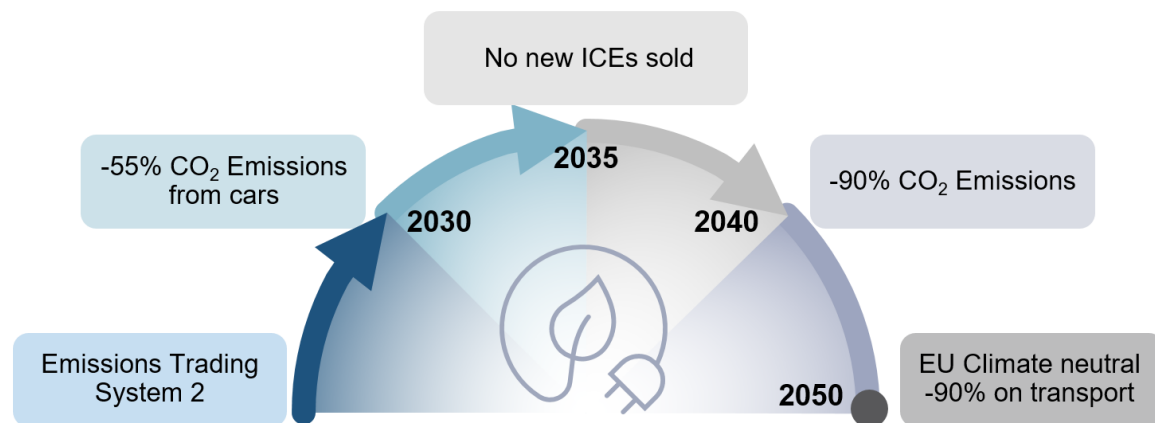 No new ICEs sold
-55% CO₂ Emissions
from cars
2035
-90% CO₂ Emissions
2030
2040
Emissions Trading
System 2
2050
EU Climate neutral
-90% on transport